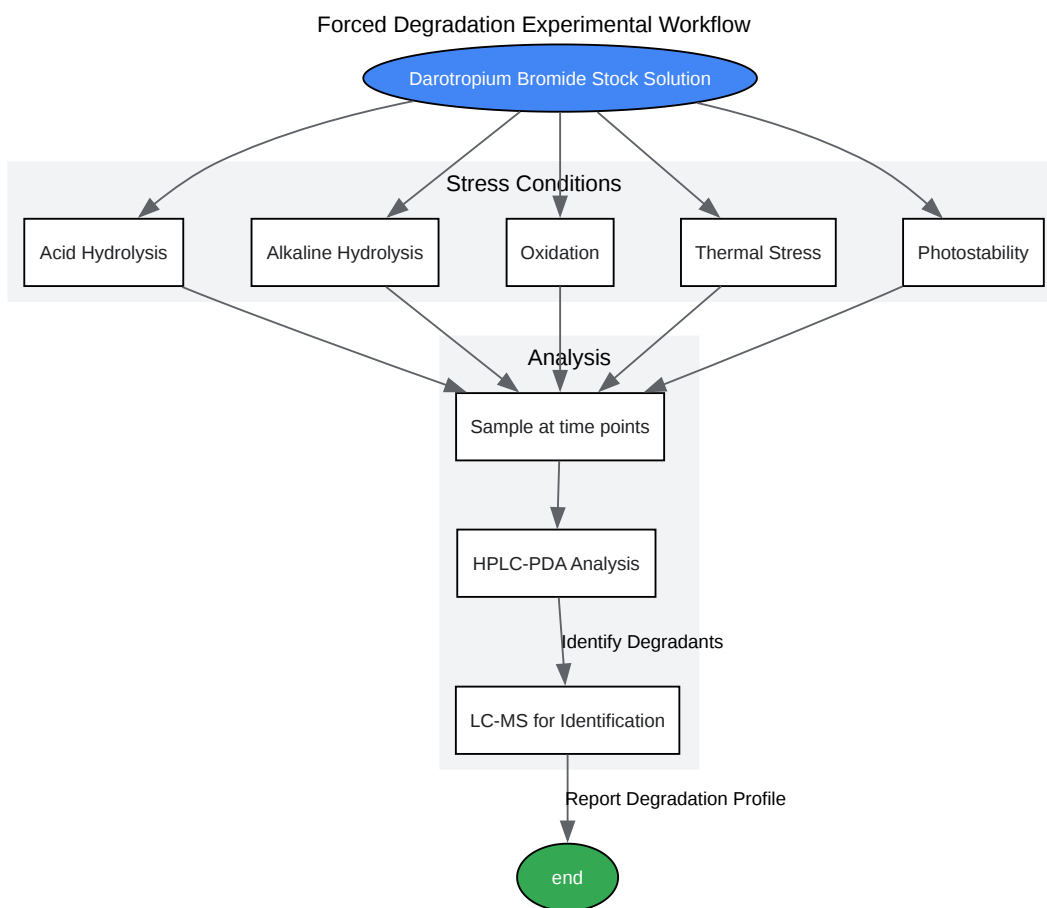 Forced Degradation Experimental Workflow
Darotropium Bromide Stock Solution
Stress Conditions
Acid Hydrolysis
Alkaline Hydrolysis
Oxidation
Thermal Stress
Photostability
Analysis
Sample at time points
HPLC-PDA Analysis
Identify Degradants
LC-MS for Identification
Report Degradation Profile
end